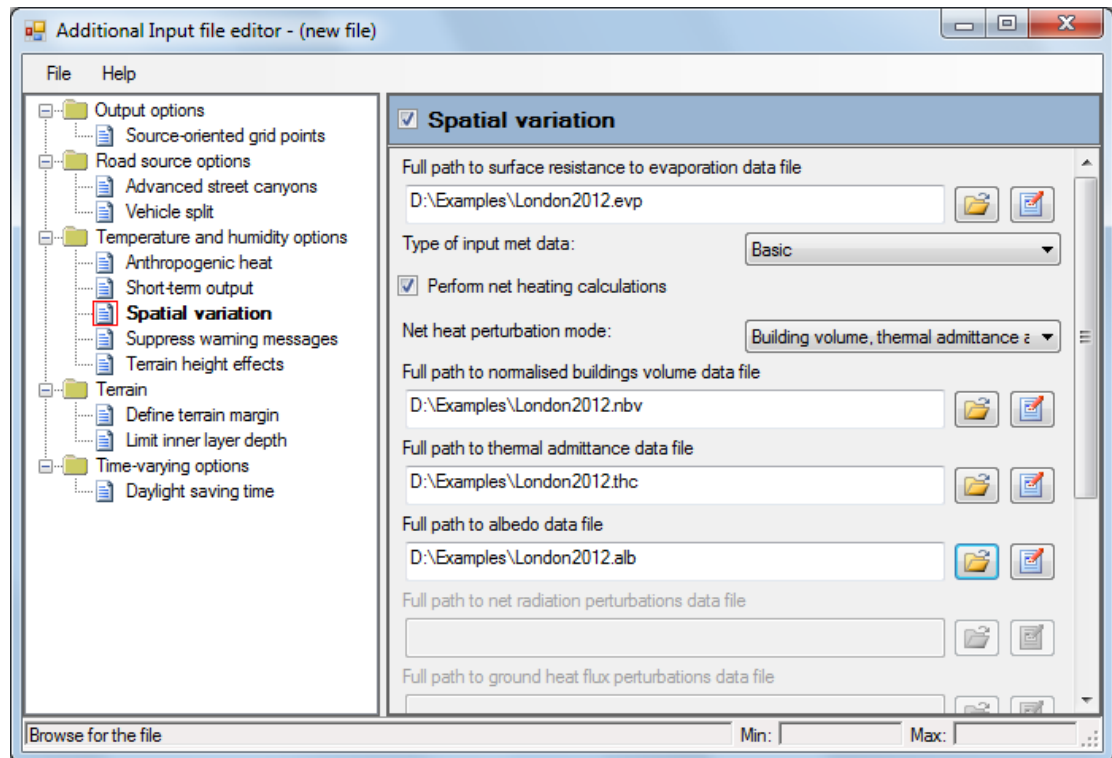 Additional Input file editor - (new file)
File Help
Output options
Source-oriented grid points
Road source options
Advanced street canyons
Vehicle split
Temperature and humidity options
Anthropogenic heat
Short-term output
Spatial variation
Suppress warning messages
Terrain height effects
Terrain
Define terrain margin
Limit inner layer depth
Time-varying options
Daylight saving time
Spatial variation
Full path to surface resistance to evaporation data file
D:\Examples\London2012.evp
Type of input met data:
Basic
Perform net heating calculations
Net heat perturbation mode:
Building volume, thermal admittance a
Full path to normalised buildings volume data file
D:\Examples\London2012.nbv
Full path to thermal admittance data file
D:\Examples\London2012.thc
Full path to albedo data file
D:\Examples\London2012.alb
Full path to net radiation perturbations data file
Full path to ground heat flux perturbations data file
Browse for the file
Min:
Max: